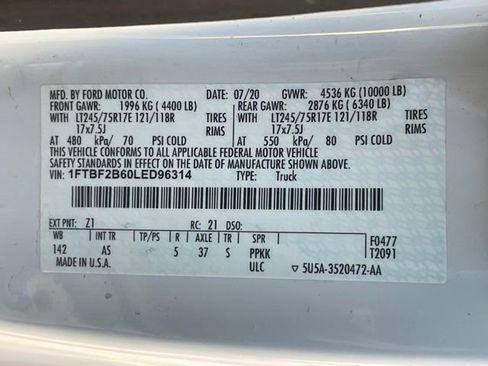 MFD. BY FORD MOTOR CO. DATE: 07/20 GVWR: 4536 KG (10000 LB)
FRONT GAWR: 1996 KG (4400 LB) REAR GAWR: 2876 KG (6340 LB)
WITH LT245/75R17E 121/118R TIRES WITH LT245/75R17E 121/118R TIRES
17x7.5J RIMS 17x7.5J RIMS
AT 480 kPa/ 70 PSI COLD AT 550 kPa/ 80 PSI COLD
THIS VEHICLE CONFORMS TO ALL APPLICABLE FEDERAL MOTOR VEHICLE
SAFETY STANDARDS IN EFFECT ON THE DATE OF MANUFACTURE SHOWN ABOVE.
VIN: 1FTBF2B60LED96314 TYPE: Truck
EXT PNT: Z1 RC: 21 DSO: F0477
WB INT TR TP/PS R AXLE TR SPR T2091
142 AS 5 37 S PPKK
MADE IN U.S.A. ULC ▽ 5U5A-3520472-AA